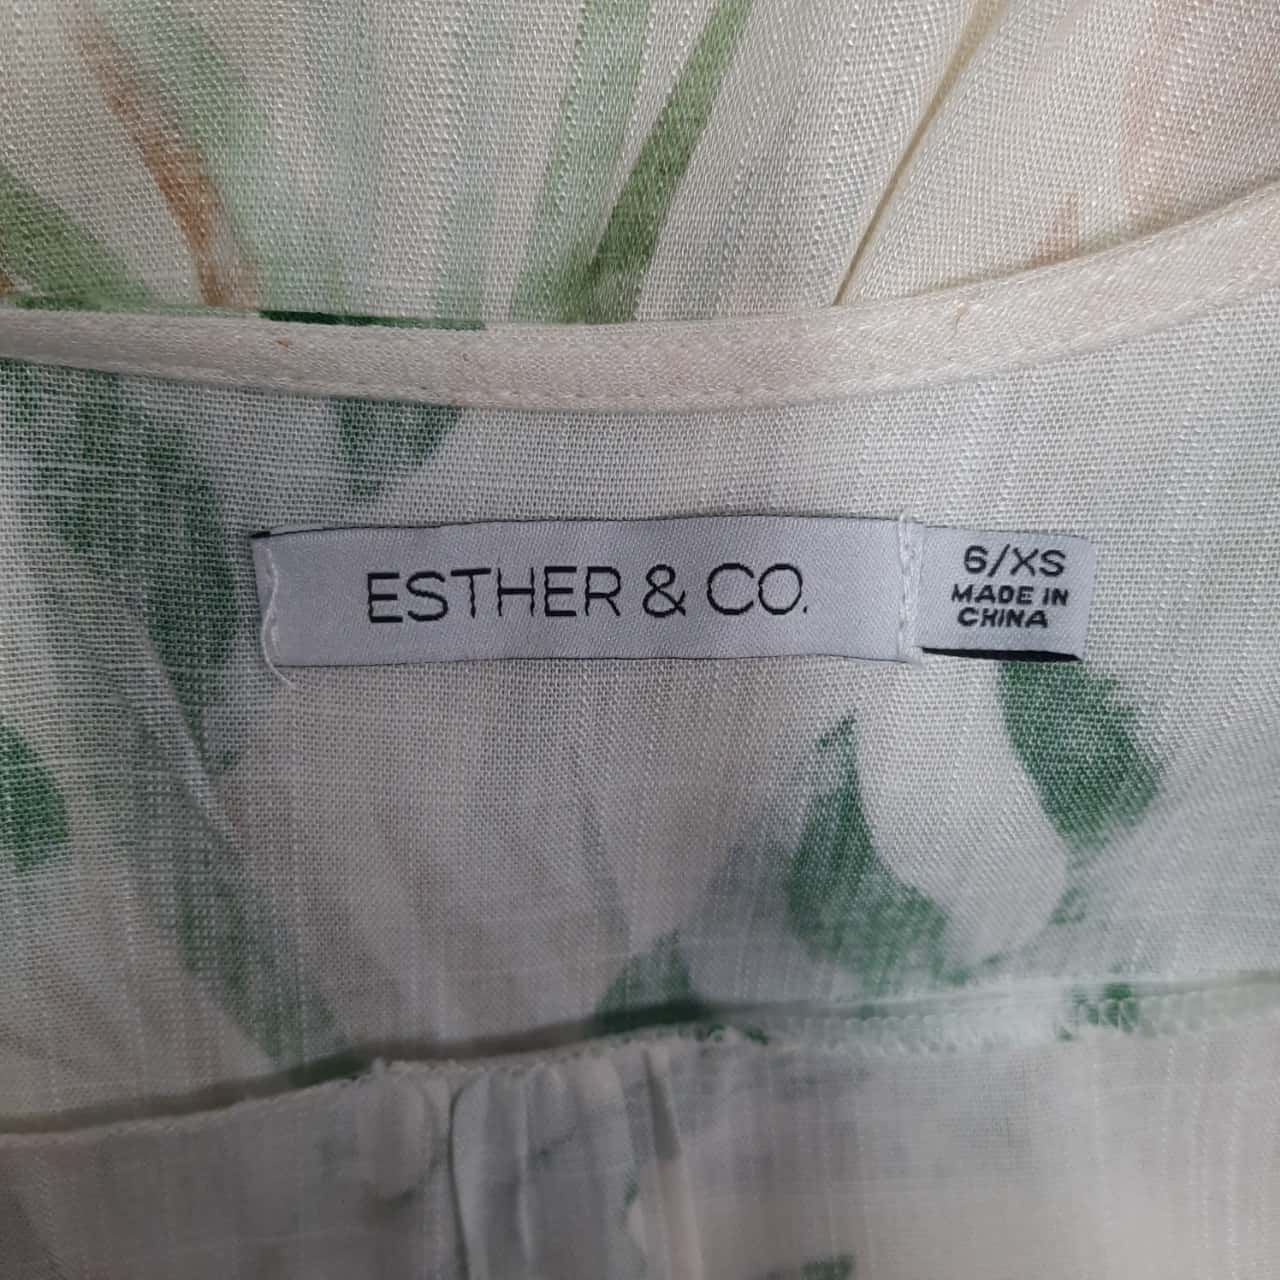 ESTHER & CO.
6/XS
MADE IN
CHINA